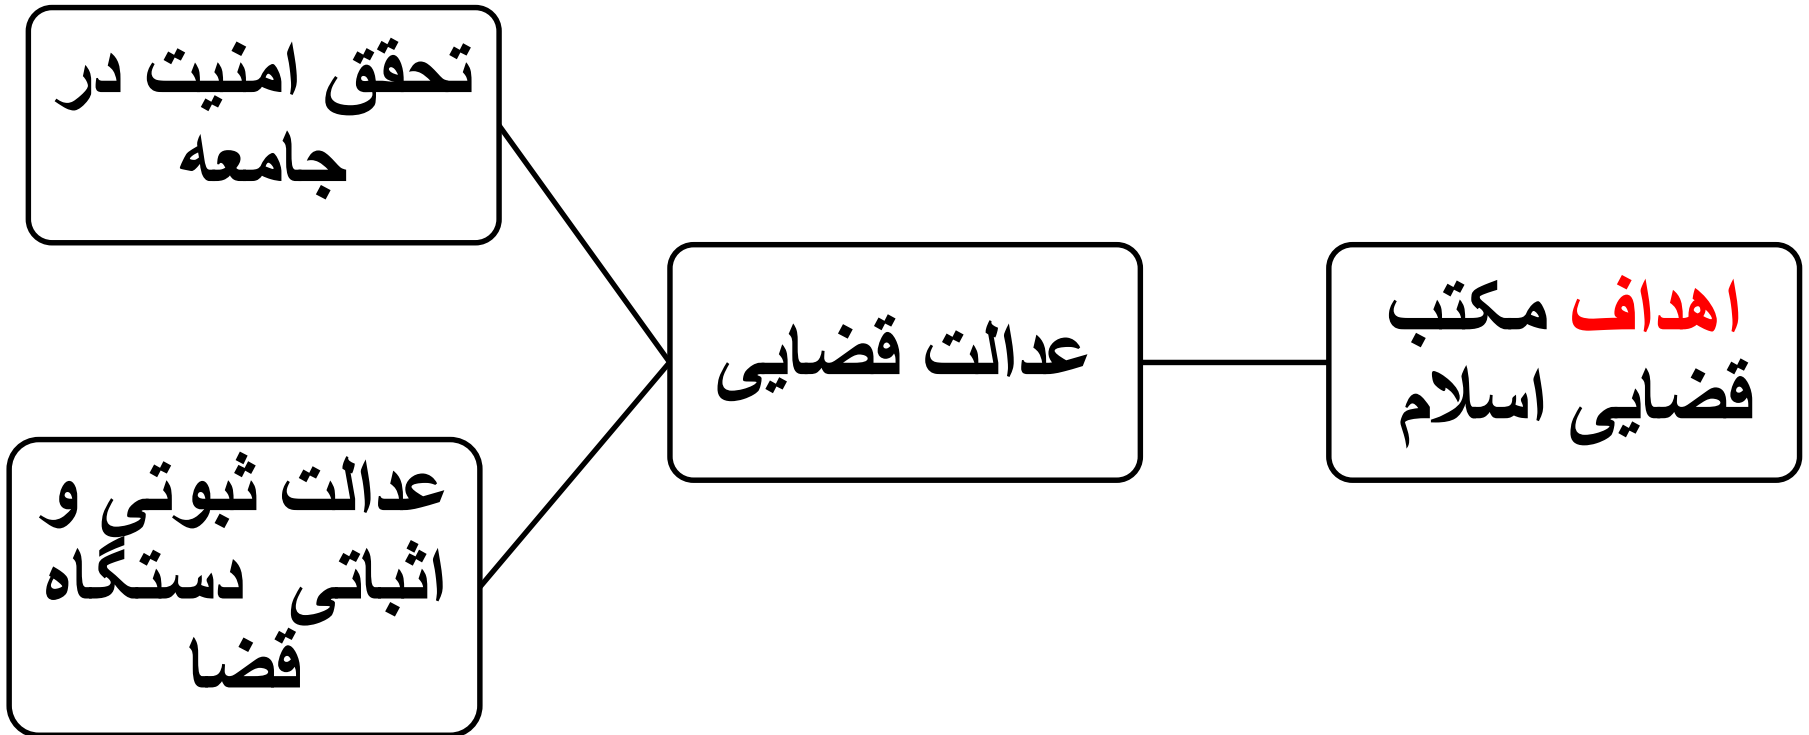 اهداف مکتب
قضایی اسلام
عدالت قضایی
تحقق امنیت در
جامعه
عدالت ثبوتی و
اثباتی دستگاه
قضا